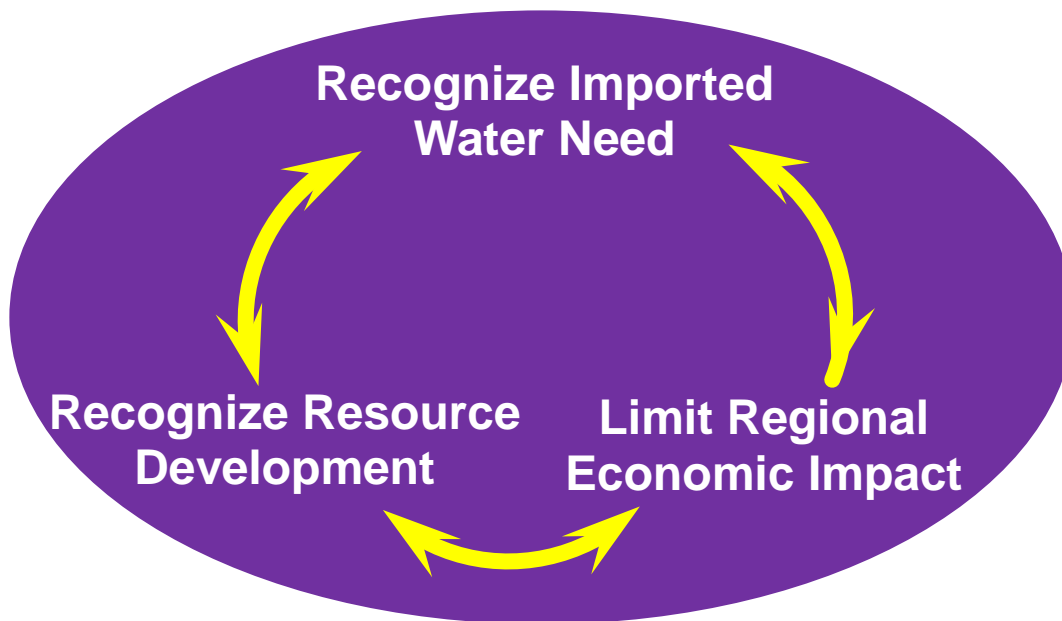 Recognize Imported
Water Need
Recognize Resource
Development
Limit Regional
Economic Impact